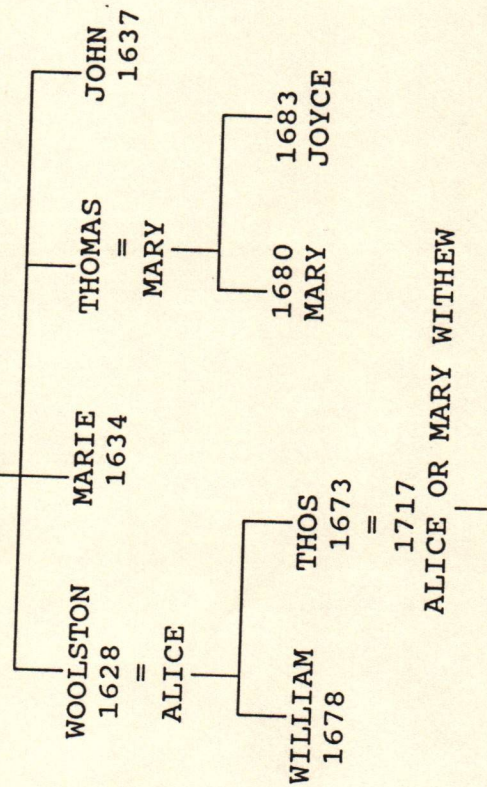 WOOLSTON
1628
=
ALICE
MARIE
1634
THOMAS
=
MARY
JOHN
1637
WILLIAM
1678
THOS
1673
=
1717
ALICE OR MARY WITHEW
1680
MARY
1683
JOYCE